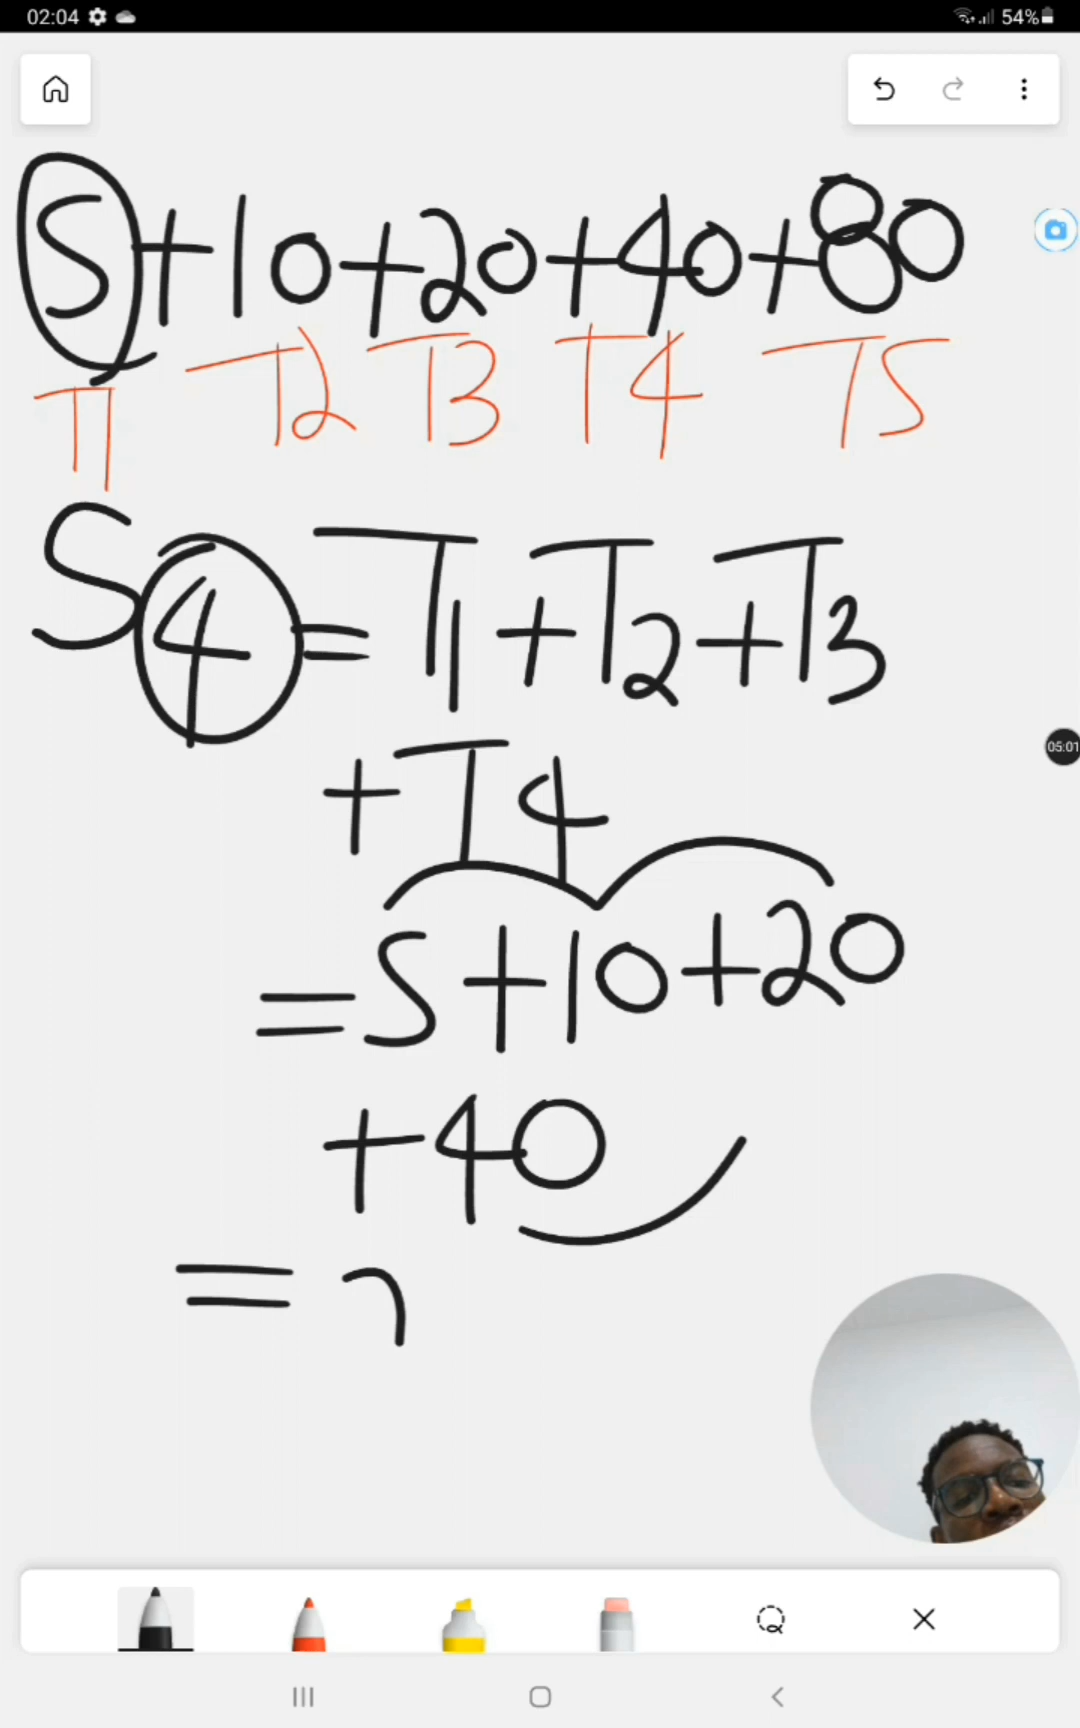 02:04 54%
5+10+20+40+80
T1 T2 T3 T4 T5
S4=T1+T2+T3
+T4
=5+10+20
+40
=7
05:01